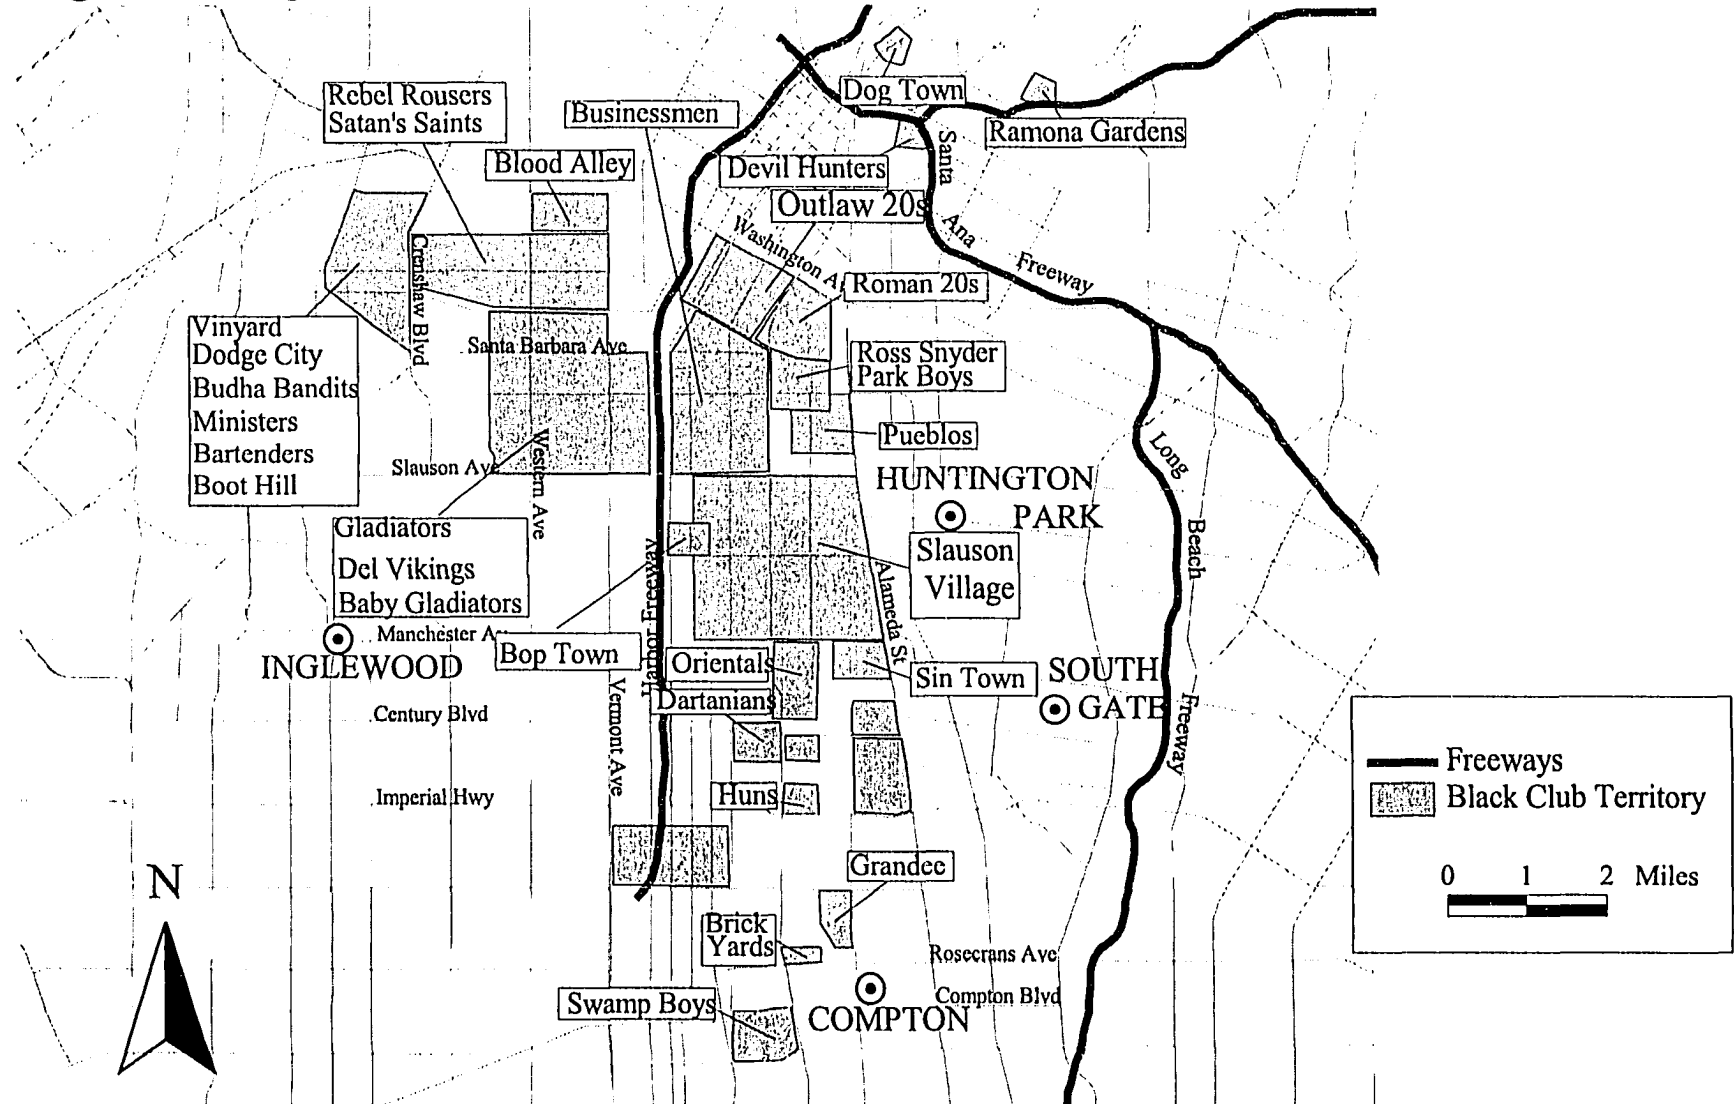 Rebel Rousers
Satan's Saints
Businessmen
Blood Alley
Dog Town
Ramona Gardens
Devil Hunters
Outlaw 20s
Santa
Ana
Freeway
Washington A
Roman 20s
Crenshaw Blvd
Vinyard
Dodge City
Budha Bandits
Ministers
Bartenders
Boot Hill
Santa Barbara Ave
Ross Snyder
Park Boys
Pueblos
Slauson Ave
Western Ave
HUNTINGTON
PARK
Long
Beach
Freeway
Gladiators
Del Vikings
Baby Gladiators
Slauson
Village
Harbor Freeway
Alameda St
Manchester A
INGLEWOOD
Bop Town
Orientals
Dartanians
Sin Town
SOUTH
GATE
Century Blvd
Vermont Ave
Imperial Hwy
Huns
Freeways
Black Club Territory
0 1 2 Miles
Grandee
N
Brick
Yards
Rosecrans Ave
Swamp Boys
Compton Blvd
COMPTON